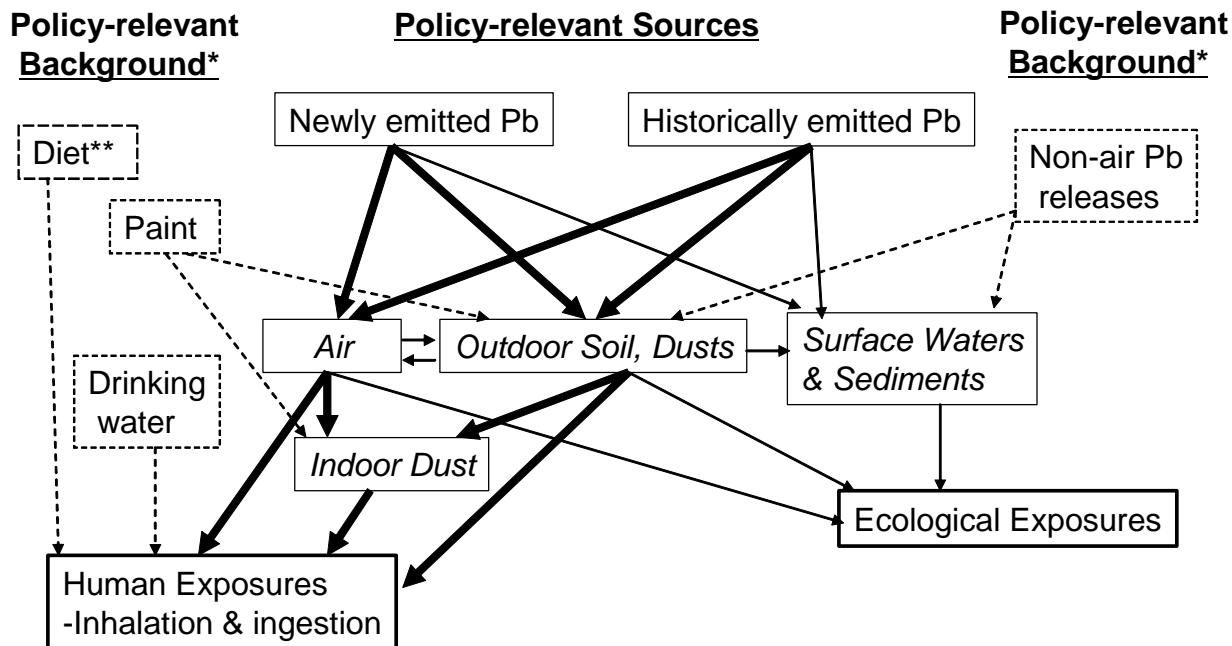 Policy-relevant
Background*
Policy-relevant Sources
Policy-relevant
Background*
Newly emitted Pb
Historically emitted Pb
Diet**
Non-air Pb
releases
Paint
Air
Outdoor Soil, Dusts
Surface Waters
& Sediments
Drinking
water
Indoor Dust
Ecological Exposures
Human Exposures
-Inhalation & ingestion